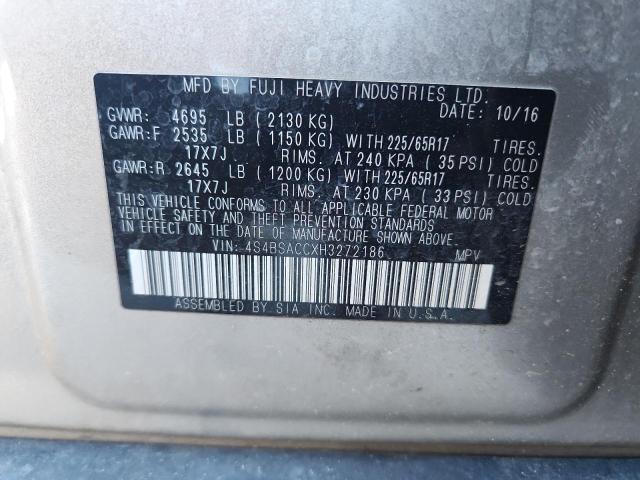 MFD BY FUJI HEAVY INDUSTRIES LTD.
GVWR: 4695 LB (2130 KG) DATE: 10/16
GAWR:F 2535 LB (1150 KG) WITH 225/65R17 TIRES.
17X7J RIMS. AT 240 KPA (35 PSI) COLD
GAWR:R 2645 LB (1200 KG) WITH 225/65R17 TIRES.
17X7J RIMS. AT 230 KPA (33 PSI) COLD
THIS VEHICLE CONFORMS TO ALL APPLICABLE FEDERAL MOTOR
VEHICLE SAFETY AND THEFT PREVENTION STANDARDS
IN EFFECT ON THE DATE OF MANUFACTURE SHOWN ABOVE.
VIN: 4S4BSACCXH3272186 MPV
ASSEMBLED BY SIA INC. MADE IN U.S.A.